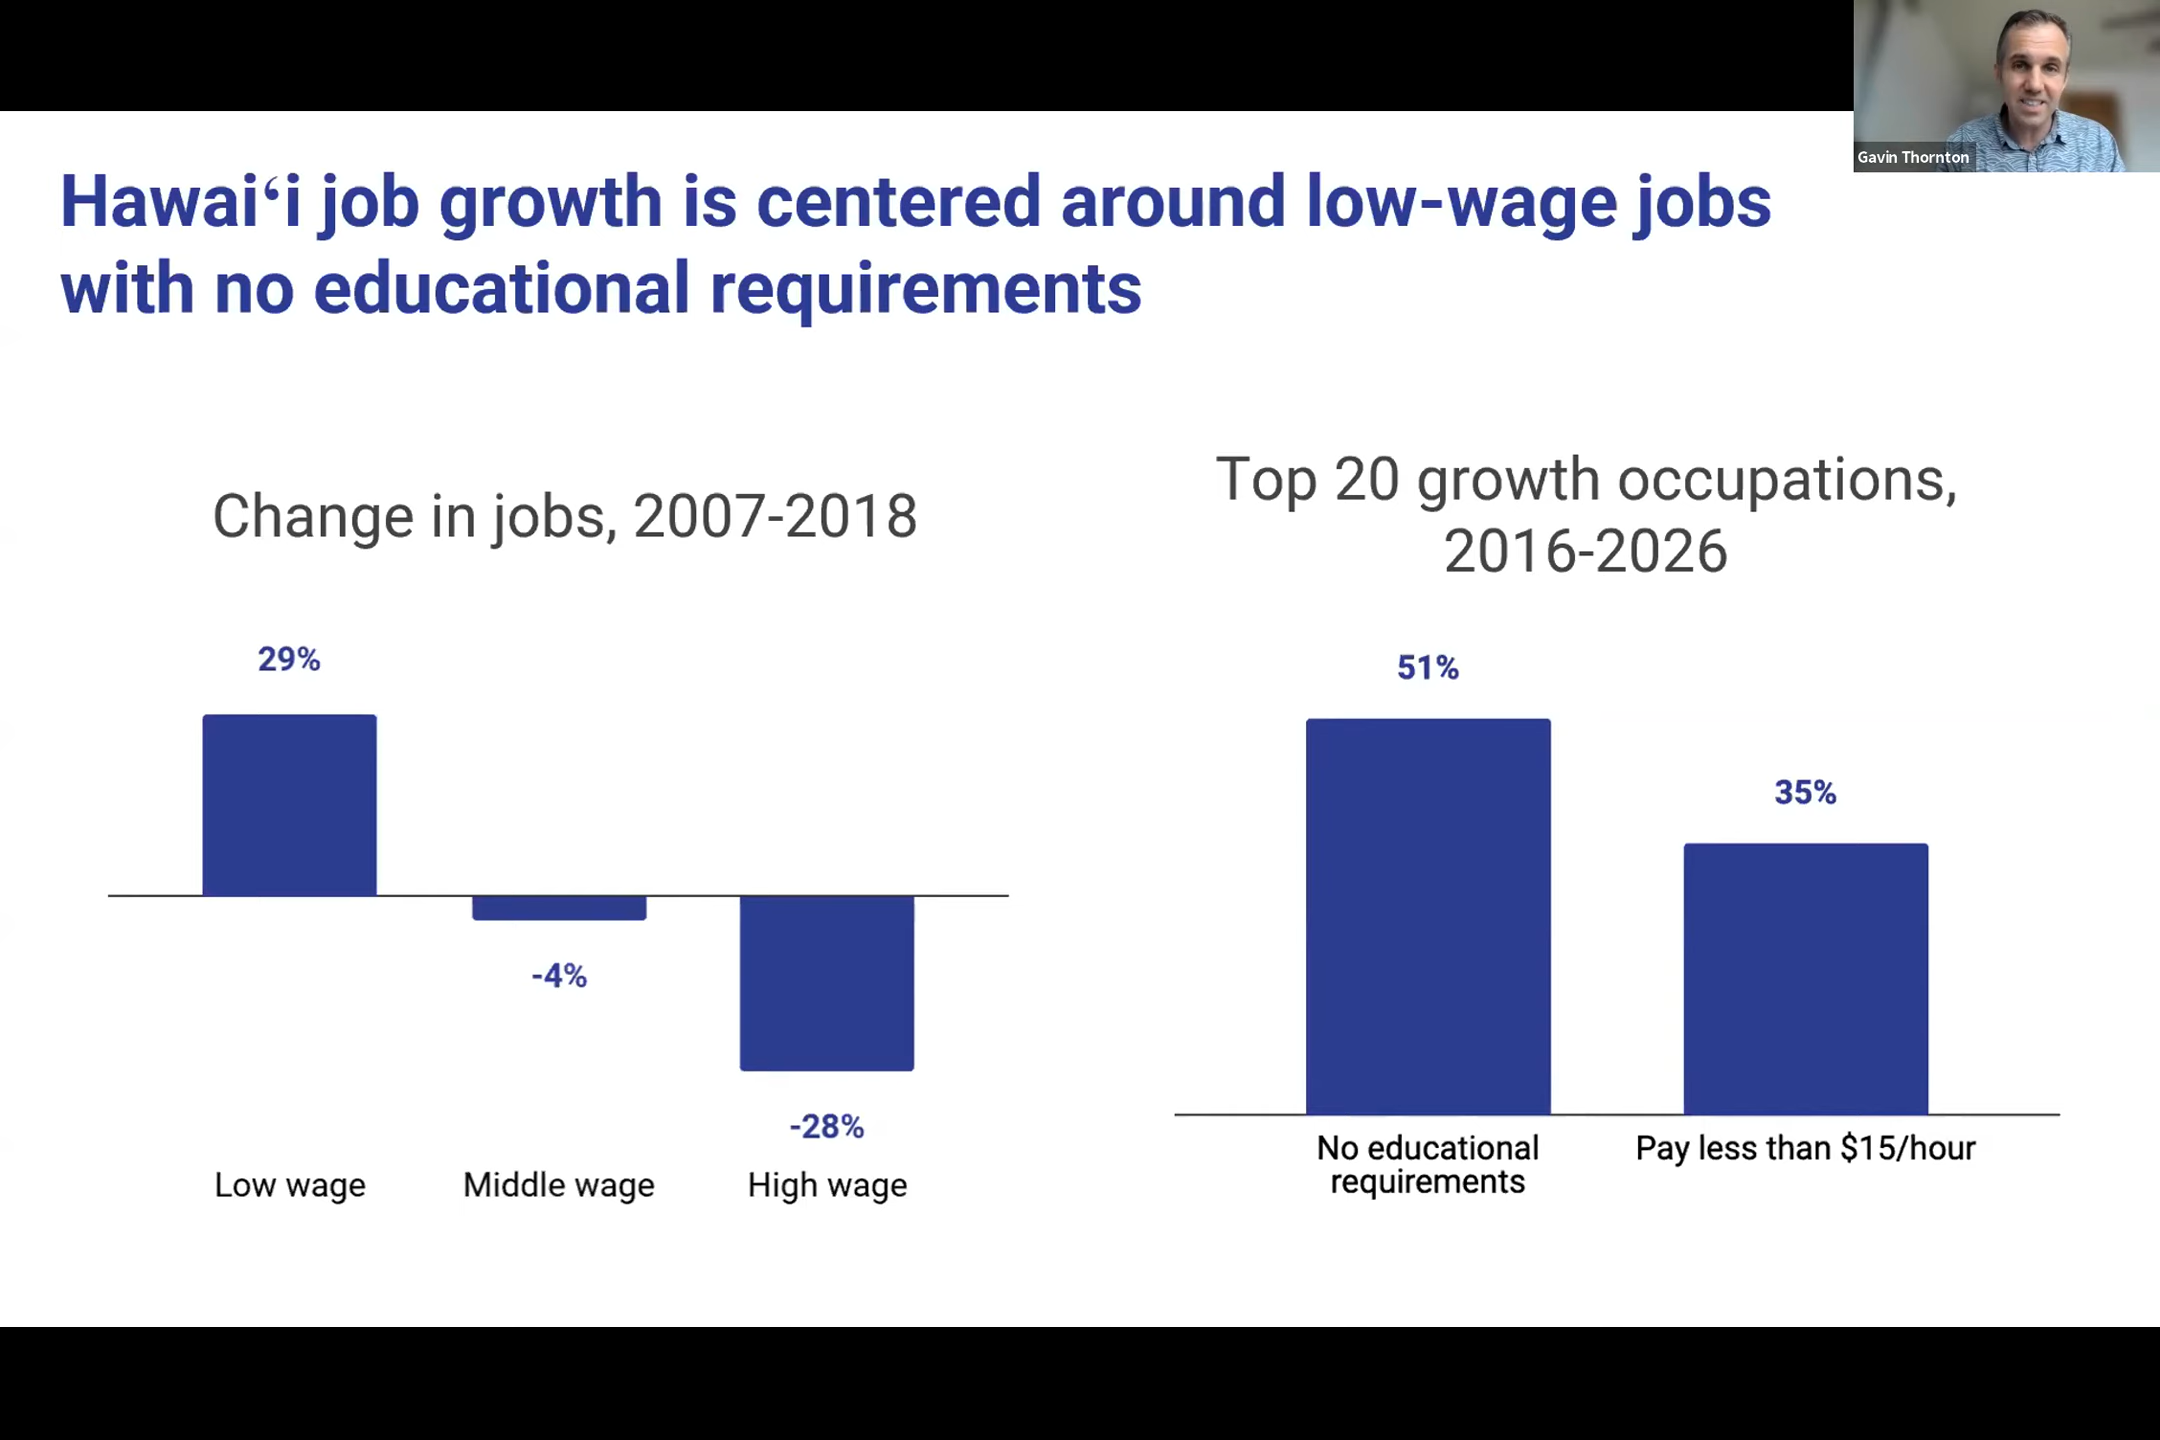 Gavin Thornton
Hawaiʻi job growth is centered around low-wage jobs
with no educational requirements
Change in jobs, 2007-2018
29%
-4%
-28%
Low wage
Middle wage
High wage
Top 20 growth occupations,
2016-2026
51%
35%
No educational
requirements
Pay less than $15/hour